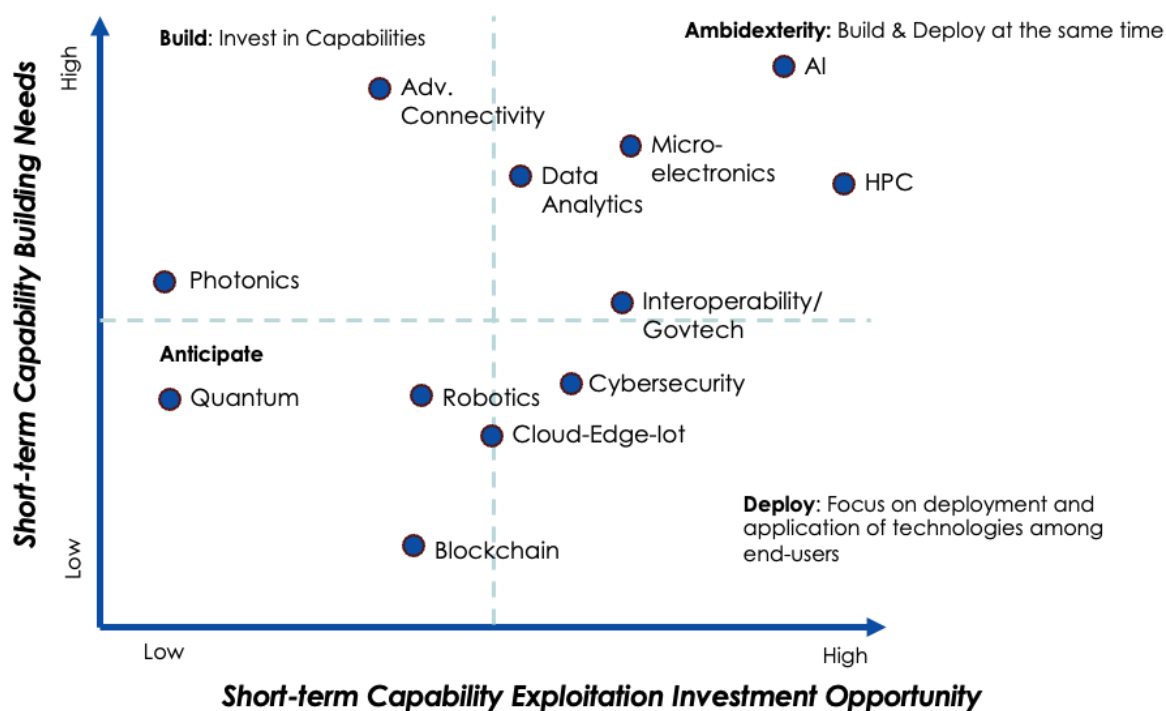 Build: Invest in Capabilities
Ambidexterity: Build & Deploy at the same time
High
AI
Adv.
Connectivity
Micro-
electronics
Data
Analytics
HPC
Short-term Capability Building Needs
Photonics
Interoperability/
Govtech
Anticipate
Quantum
Robotics
Cybersecurity
Cloud-Edge-Iot
Deploy: Focus on deployment and
application of technologies among
end-users
Blockchain
Low
Low
High
Short-term Capability Exploitation Investment Opportunity